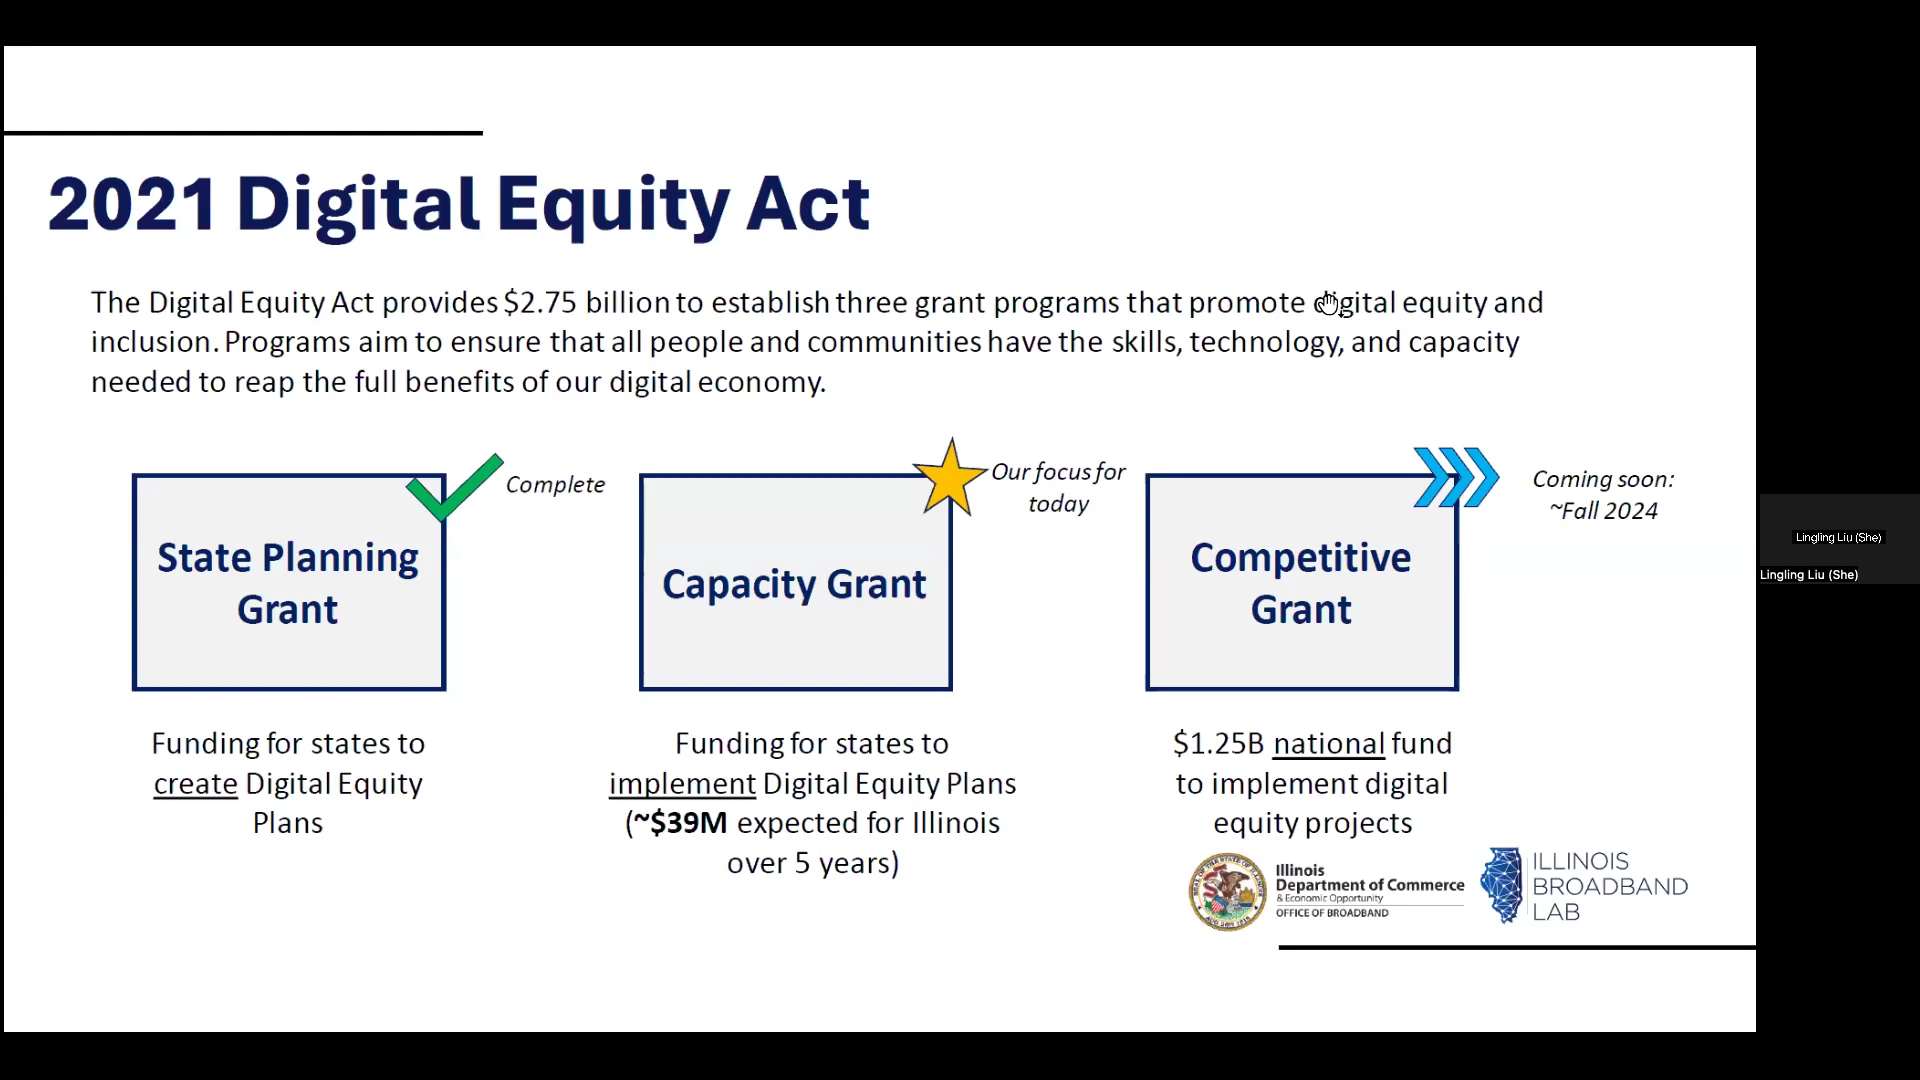 2021 Digital Equity Act
The Digital Equity Act provides $2.75 billion to establish three grant programs that promote digital equity and
inclusion. Programs aim to ensure that all people and communities have the skills, technology, and capacity
needed to reap the full benefits of our digital economy.
Complete
State Planning
Grant
Funding for states to
create Digital Equity
Plans
Our focus for
today
Capacity Grant
Funding for states to
implement Digital Equity Plans
(~$39M expected for Illinois
over 5 years)
Coming soon:
~Fall 2024
Competitive
Grant
$1.25B national fund
to implement digital
equity projects
Illinois
Department of Commerce
& Economic Opportunity
OFFICE OF BROADBAND
ILLINOIS
BROADBAND
LAB
Lingling Liu (She)
Lingling Liu (She)